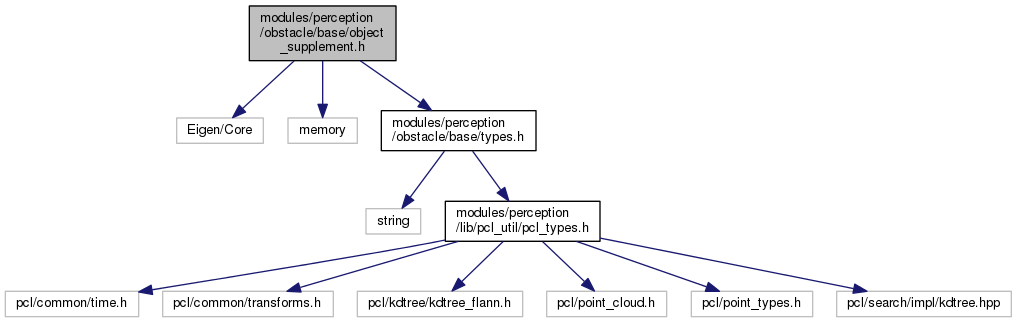 modules/perception
/obstacle/base/object
_supplement.h
Eigen/Core
memory
modules/perception
/obstacle/base/types.h
string
modules/perception
/lib/pcl_util/pcl_types.h
pcl/common/time.h
pcl/common/transforms.h
pcl/kdtree/kdtree_flann.h
pcl/point_cloud.h
pcl/point_types.h
pcl/search/impl/kdtree.hpp